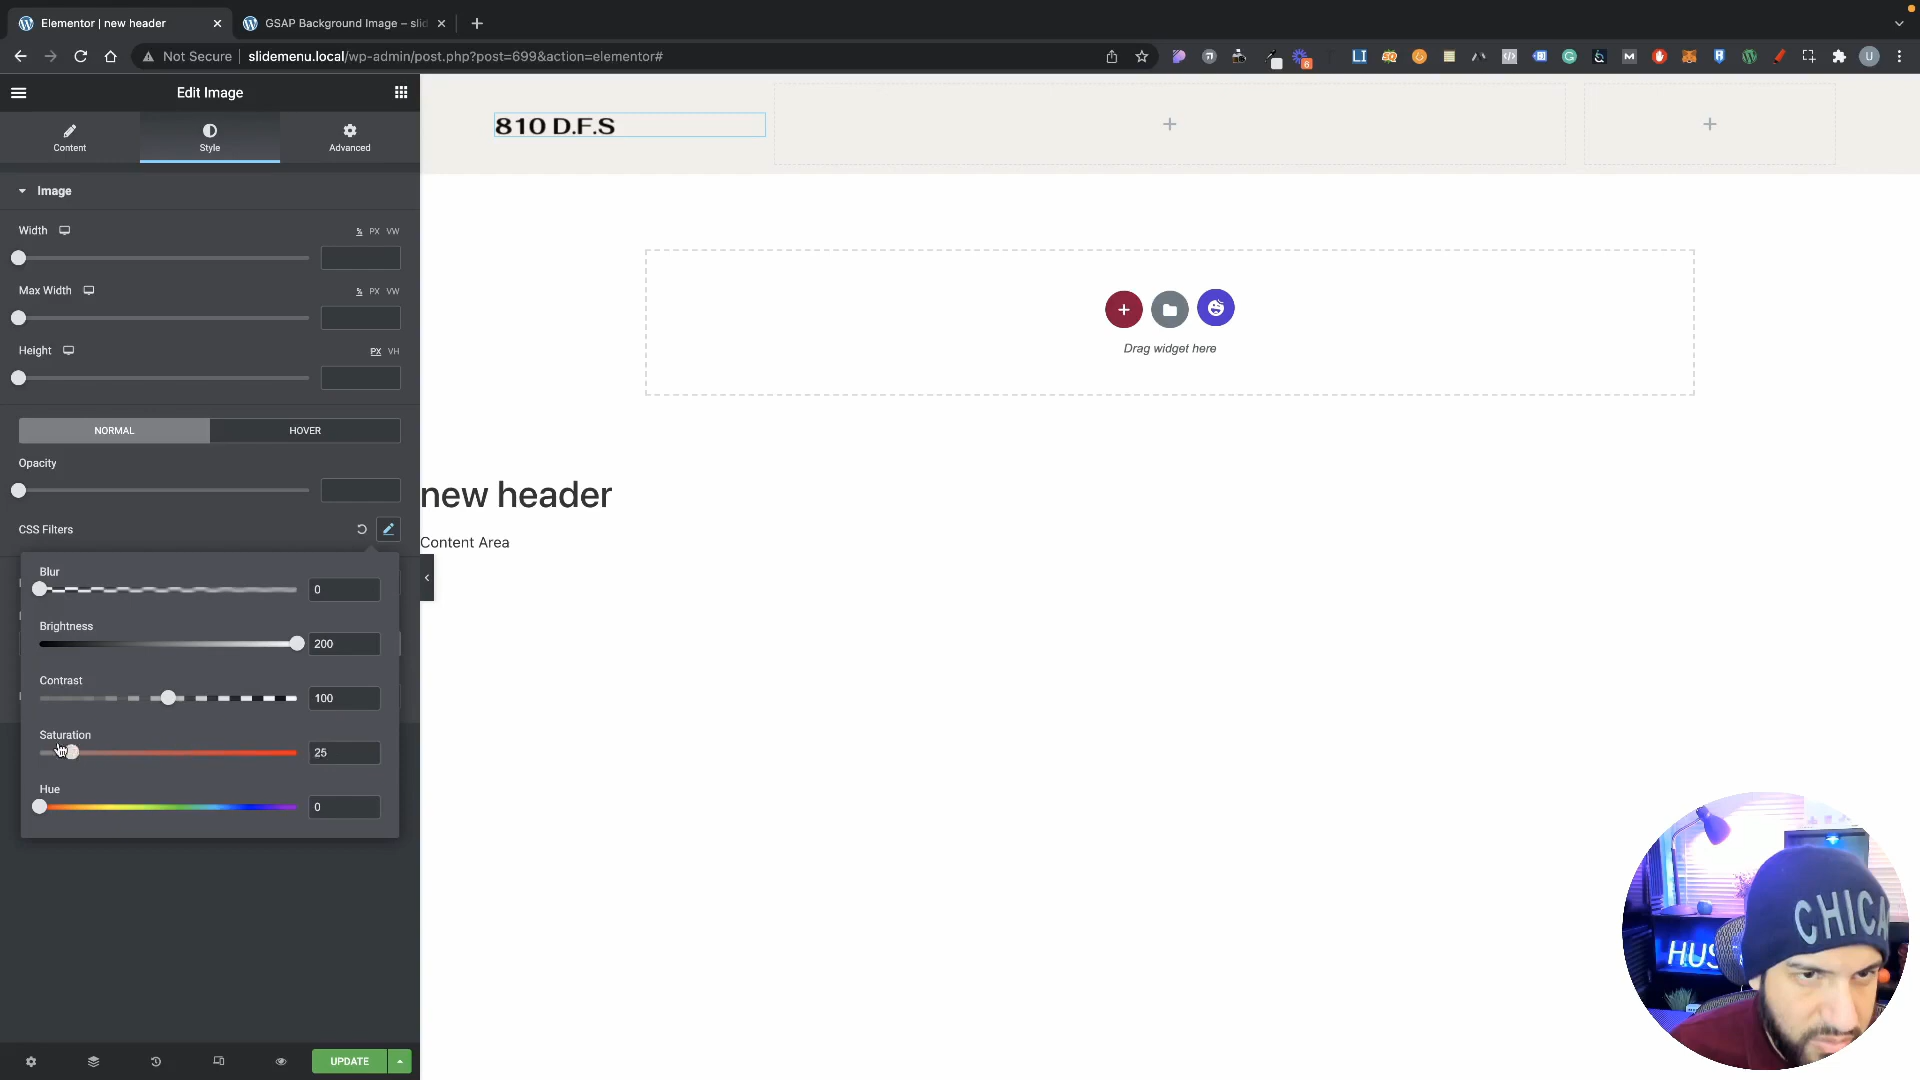 Elementor | new header
GSAP Background Image – slid
Not Secure
slidemenu.local/wp-admin/post.php?post=699&action=elementor#
6
U
Edit Image
Content
Style
Advanced
Image
Width
% PX VW
Max Width
% PX VW
Height
PX VH
NORMAL
HOVER
Opacity
CSS Filters
Blur
0
Brightness
200
Contrast
100
Saturation
25
Hue
0
UPDATE
810 D.F.S
Drag widget here
new header
Content Area
CHICA
HUS